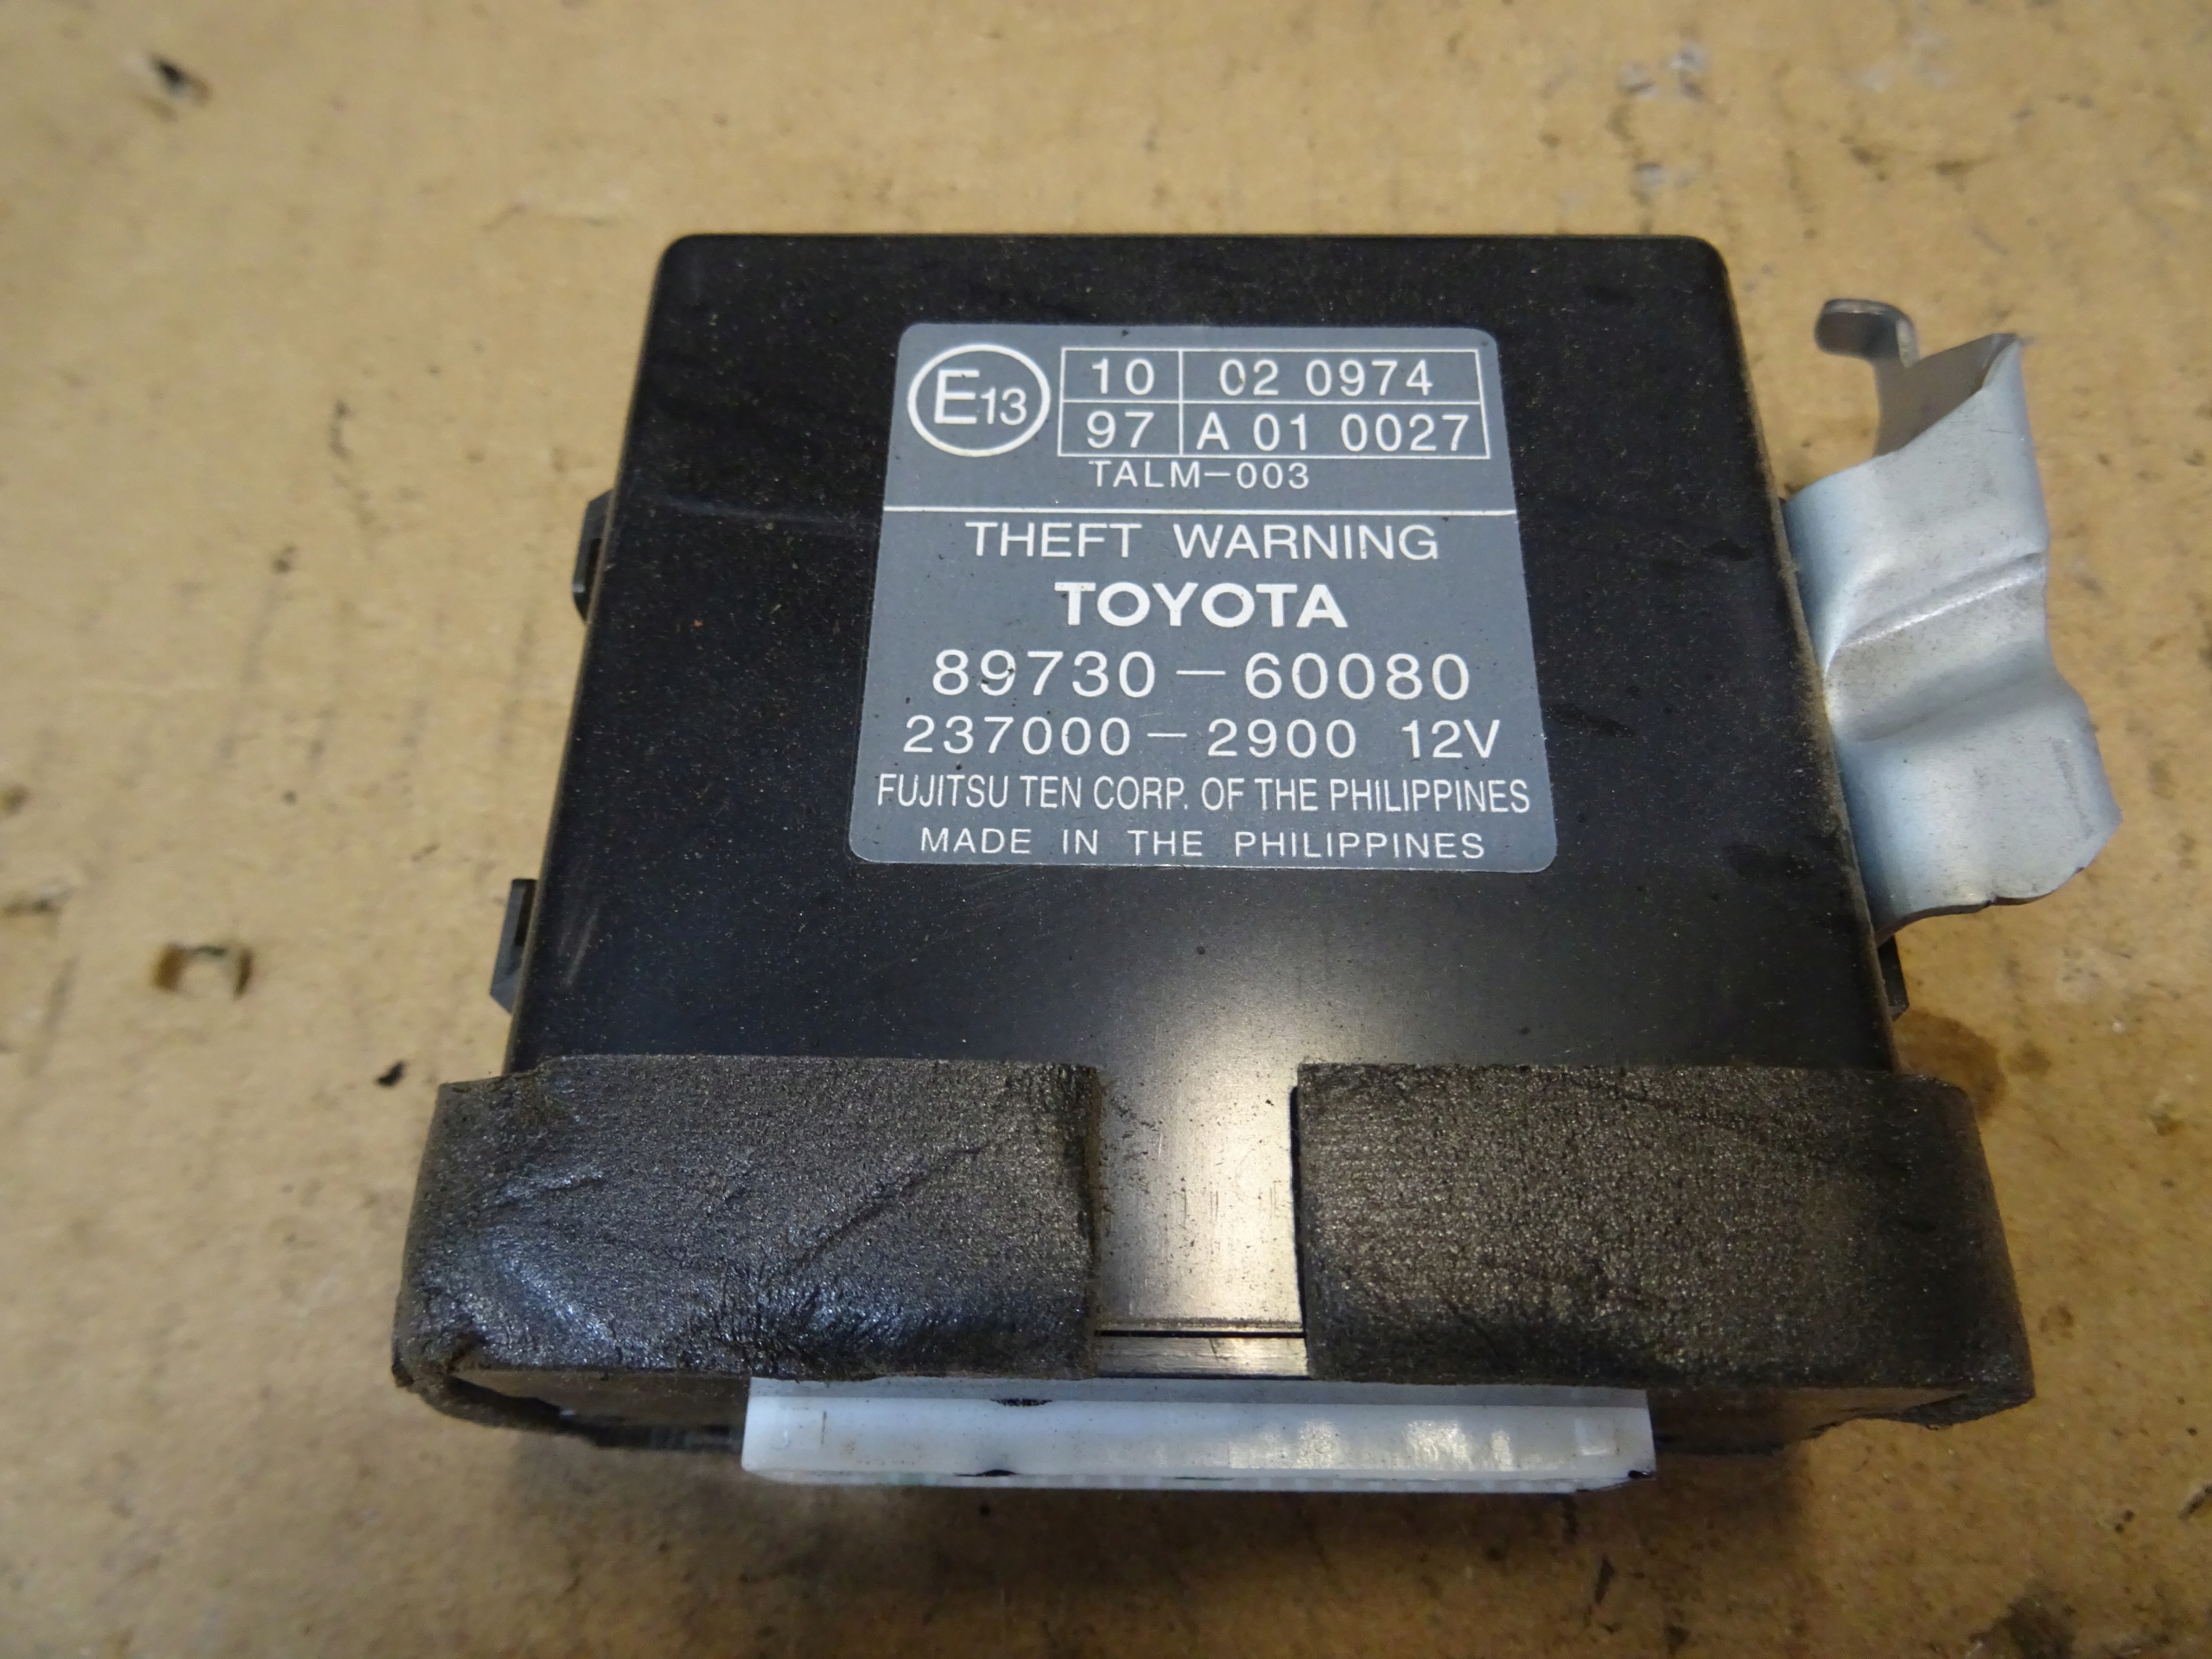 E13
10 02 0974
97 A 01 0027
TALM-003
THEFT WARNING
TOYOTA
89730-60080
237000-2900 12V
FUJITSU TEN CORP. OF THE PHILIPPINES
MADE IN THE PHILIPPINES